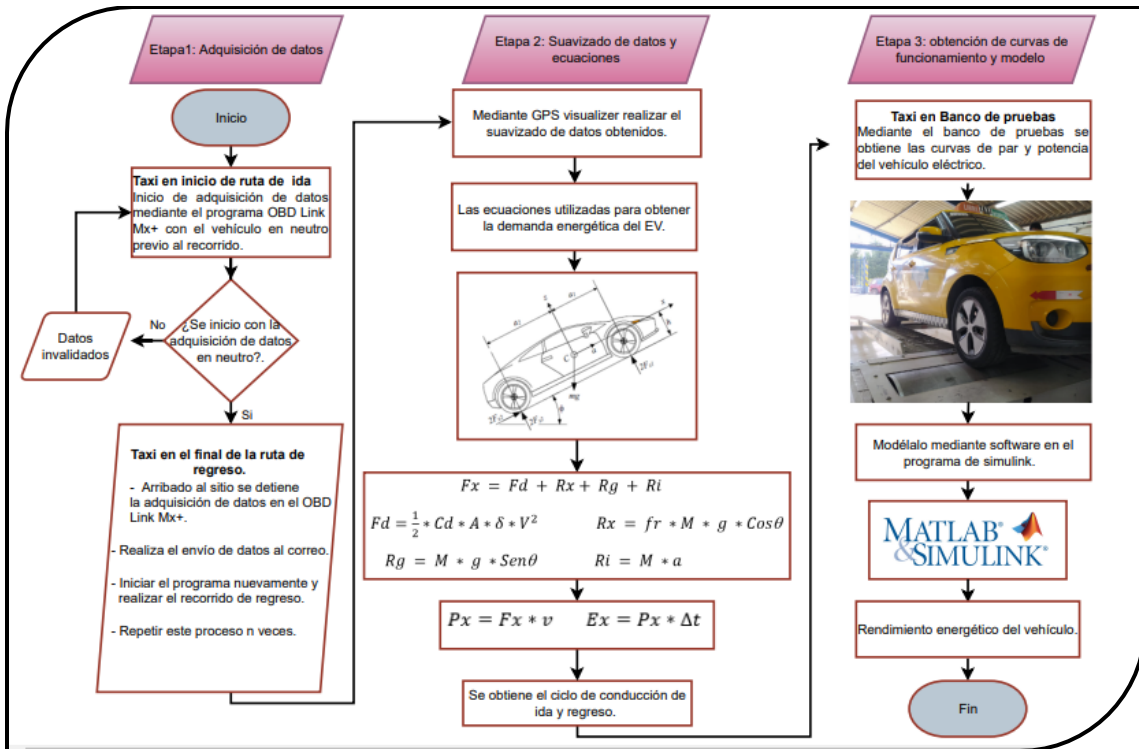 Etapa1: Adquisición de datos
Inicio
Taxi en inicio de ruta de ida
Inicio de adquisición de datos
mediante el programa OBD Link
Mx+ con el vehículo en neutro
previo al recorrido.
¿Se inicio con la
adquisición de datos
en neutro?.
No
Datos
invalidados
Si
Taxi en el final de la ruta de
regreso.
- Arribado al sitio se detiene
la adquisición de datos en el OBD
Link Mx+.
- Realiza el envío de datos al correo.
- Iniciar el programa nuevamente y
realizar el recorrido de regreso.
- Repetir este proceso n veces.
Etapa 2: Suavizado de datos y
ecuaciones
Mediante GPS visualizer realizar el
suavizado de datos obtenidos.
Las ecuaciones utilizadas para obtener
la demanda energética del EV.
z
x
h
C
a
mg
ϕ
Fx = Fd + Rx + Rg + Ri
Fd = 1/2 * Cd * A * δ * V² Rx = fr * M * g * Cosθ
Rg = M * g * Senθ Ri = M * a
Px = Fx * v Ex = Px * Δt
Se obtiene el ciclo de conducción de
ida y regreso.
Etapa 3: obtención de curvas de
funcionamiento y modelo
Taxi en Banco de pruebas
Mediante el banco de pruebas se
obtiene las curvas de par y potencia
del vehículo eléctrico.
Modélalo mediante software en el
programa de simulink.
MATLAB®
&SIMULINK®
Rendimiento energético del vehículo.
Fin